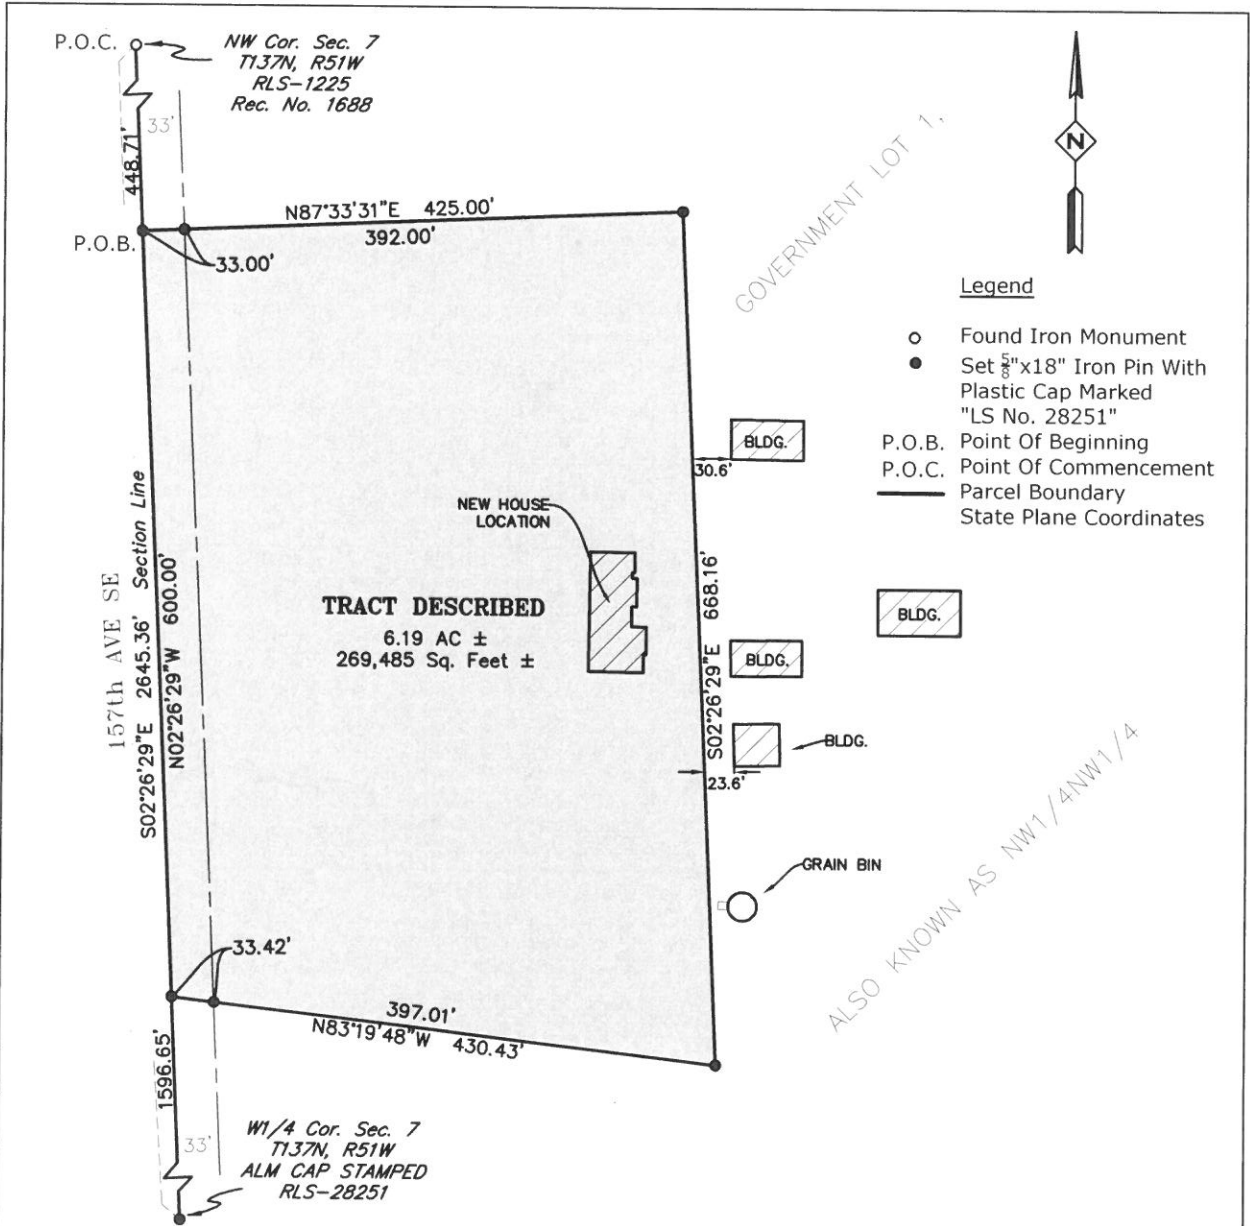 P.O.C.
NW Cor. Sec. 7
T137N, R51W
RLS-1225
Rec. No. 1688
33'
448.71'
N87°33'31"E 425.00'
392.00'
P.O.B.
33.00'
GOVERNMENT LOT 1,
N
Legend
Found Iron Monument
Set 5/8"x18" Iron Pin With
Plastic Cap Marked
"LS No. 28251"
P.O.B. Point Of Beginning
P.O.C. Point Of Commencement
Parcel Boundary
State Plane Coordinates
BLDG.
30.6'
NEW HOUSE
LOCATION
157th AVE SE
S02°26'29"E 2645.36' Section Line
N02°26'29"W 600.00'
TRACT DESCRIBED
6.19 AC ±
269,485 Sq. Feet ±
S02°26'29"E 668.16'
BLDG.
BLDG.
BLDG.
23.6'
GRAIN BIN
ALSO KNOWN AS NW1/4NW1/4
33.42'
397.01'
N83°19'48"W 430.43'
1596.65'
33'
W1/4 Cor. Sec. 7
T137N, R51W
ALM CAP STAMPED
RLS-28251